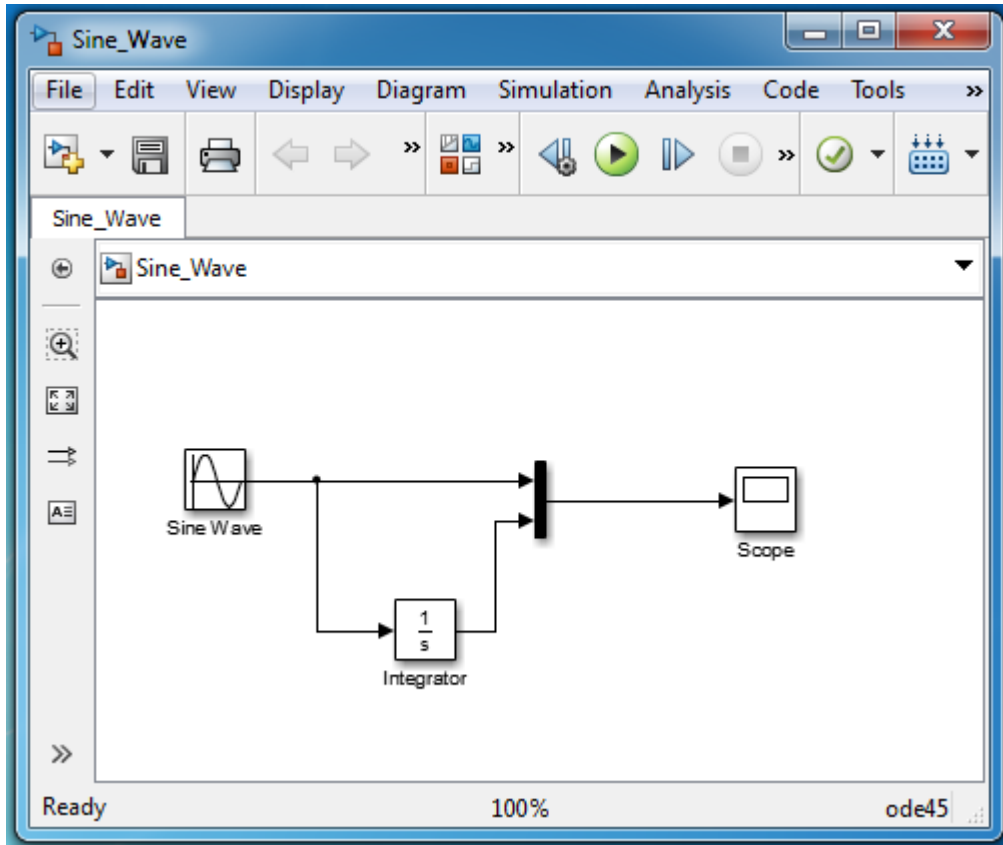 Sine_Wave
File Edit View Display Diagram Simulation Analysis Code Tools »
Sine_Wave
Sine_Wave
Sine Wave
Scope
1
s
Integrator
Ready 100% ode45